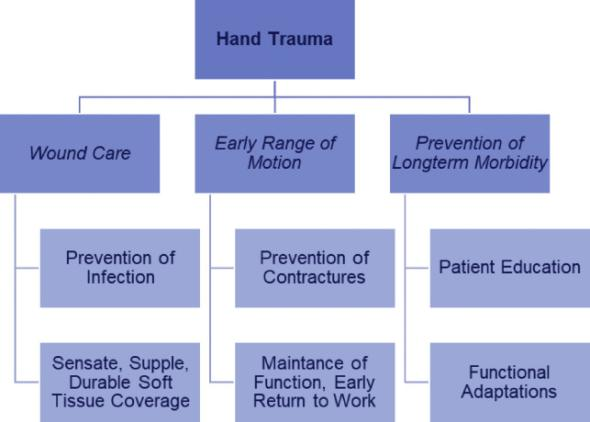 Hand Trauma
Wound Care
Early Range of
Motion
Prevention of
Longterm Morbidity
Prevention of
Infection
Prevention of
Contractures
Patient Education
Sensate, Supple,
Durable Soft
Tissue Coverage
Maintance of
Function, Early
Return to Work
Functional
Adaptations